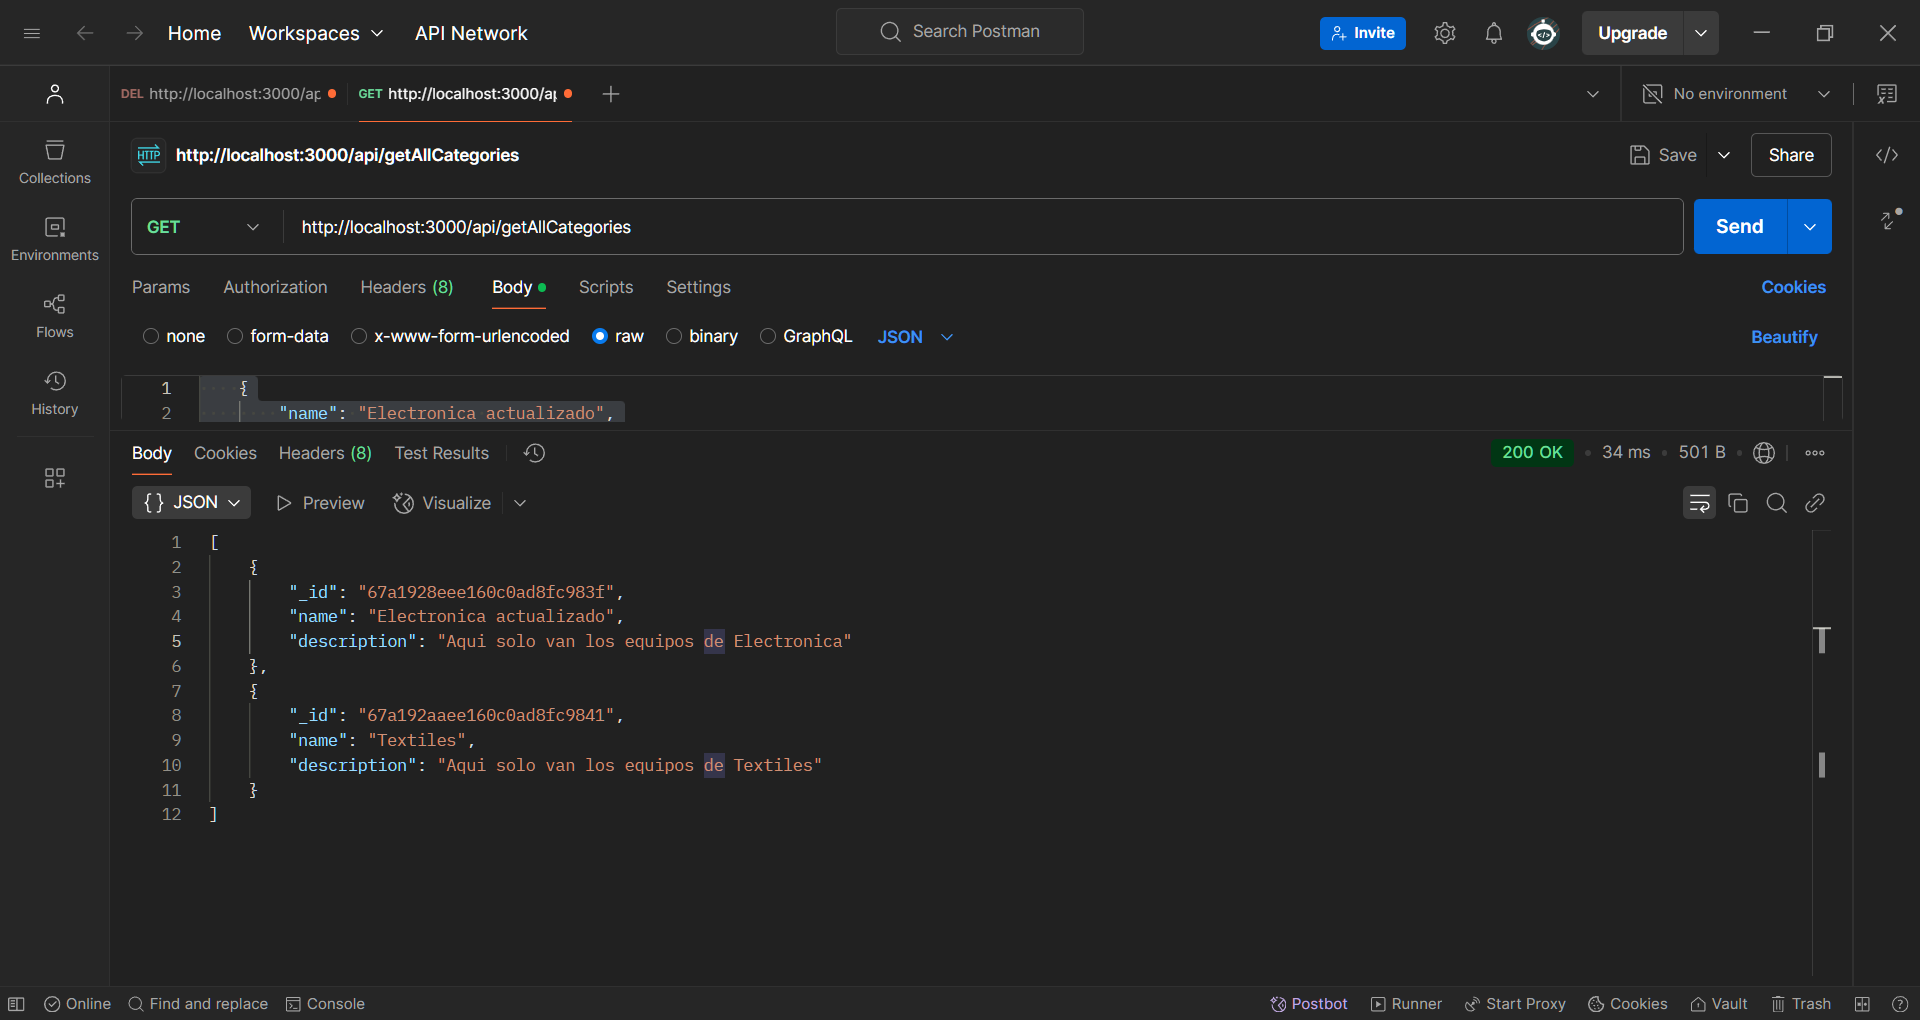 Home Workspaces API Network Search Postman Invite Upgrade
DEL http://localhost:3000/ap GET http://localhost:3000/ap No environment
HTTP http://localhost:3000/api/getAllCategories Save Share
GET http://localhost:3000/api/getAllCategories Send
Params Authorization Headers (8) Body Scripts Settings Cookies
none form-data x-www-form-urlencoded raw binary GraphQL JSON Beautify
Collections
Environments
Flows
History
1 {
2 "name": "Electronica actualizado",
Body Cookies Headers (8) Test Results 200 OK • 34 ms • 501 B •
{} JSON Preview Visualize
1 [
2 {
3 "_id": "67a1928eee160c0ad8fc983f",
4 "name": "Electronica actualizado",
5 "description": "Aqui solo van los equipos de Electronica"
6 },
7 {
8 "_id": "67a192aaee160c0ad8fc9841",
9 "name": "Textiles",
10 "description": "Aqui solo van los equipos de Textiles"
11 }
12 ]
Online Find and replace Console Postbot Runner Start Proxy Cookies Vault Trash